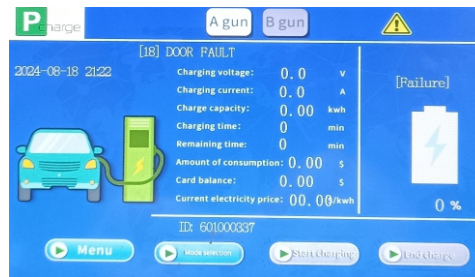 P charge
A gun
B gun
[18] DOOR FAULT
2024-08-18 21:22
Charging voltage: 0.0 V
Charging current: 0.0 A
Charge capacity: 0.00 kwh
Charging time: 0 min
Remaining time: 0 min
Amount of consumption: 0.00 $
Card balance: 0.00 $
Current electricity price: 00.00$/kwh
[Failure]
0 %
ID: 601000337
Menu
Mode selection
Start charging
End charge